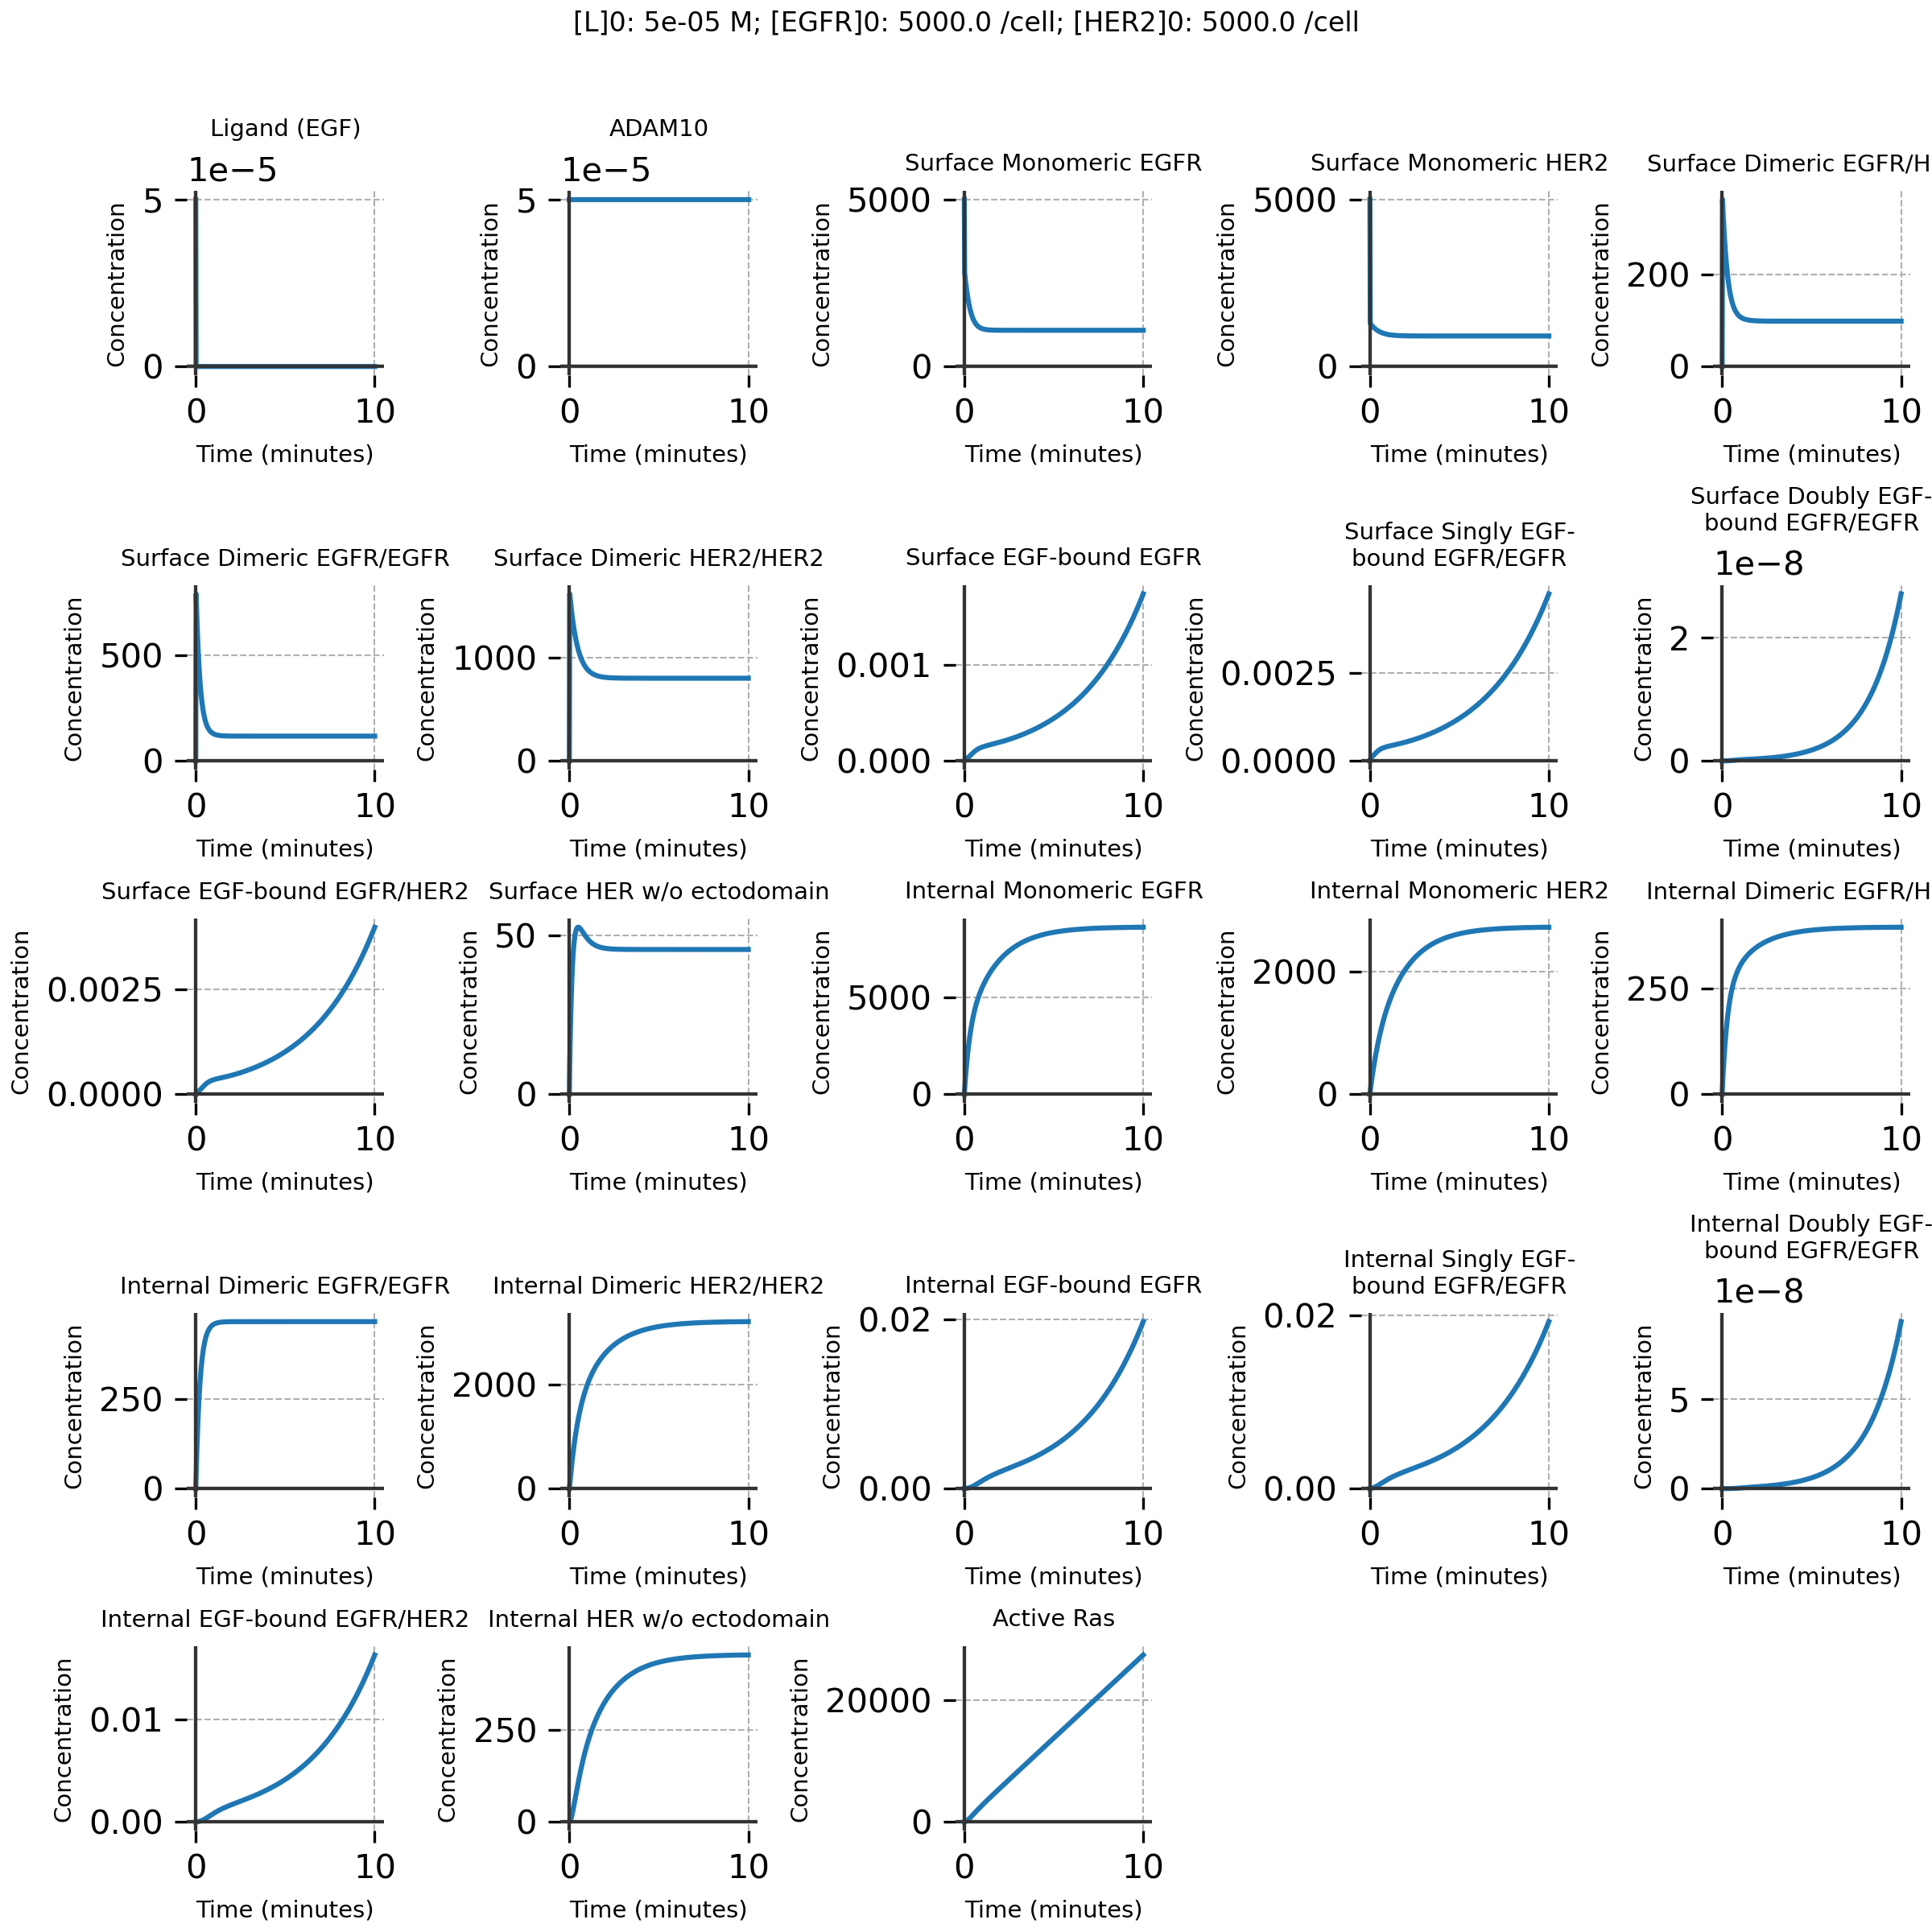 [L]0: 5e-05 M; [EGFR]0: 5000.0 /cell; [HER2]0: 5000.0 /cell
Ligand (EGF)
1e−5
5
0
Concentration
0
10
Time (minutes)
ADAM10
1e−5
5
0
Concentration
0
10
Time (minutes)
Surface Monomeric EGFR
5000
0
Concentration
0
10
Time (minutes)
Surface Monomeric HER2
5000
0
Concentration
0
10
Time (minutes)
Surface Dimeric EGFR/H
200
0
Concentration
0
10
Time (minutes)
Surface Dimeric EGFR/EGFR
500
0
Concentration
0
10
Time (minutes)
Surface Dimeric HER2/HER2
1000
0
Concentration
0
10
Time (minutes)
Surface EGF-bound EGFR
0.001
0.000
Concentration
0
10
Time (minutes)
Surface Singly EGF-
bound EGFR/EGFR
0.0025
0.0000
Concentration
0
10
Time (minutes)
Surface Doubly EGF-
bound EGFR/EGFR
1e−8
2
0
Concentration
0
10
Time (minutes)
Surface EGF-bound EGFR/HER2
0.0025
0.0000
Concentration
0
10
Time (minutes)
Surface HER w/o ectodomain
50
0
Concentration
0
10
Time (minutes)
Internal Monomeric EGFR
5000
0
Concentration
0
10
Time (minutes)
Internal Monomeric HER2
2000
0
Concentration
0
10
Time (minutes)
Internal Dimeric EGFR/H
250
0
Concentration
0
10
Time (minutes)
Internal Dimeric EGFR/EGFR
250
0
Concentration
0
10
Time (minutes)
Internal Dimeric HER2/HER2
2000
0
Concentration
0
10
Time (minutes)
Internal EGF-bound EGFR
0.02
0.00
Concentration
0
10
Time (minutes)
Internal Singly EGF-
bound EGFR/EGFR
0.02
0.00
Concentration
0
10
Time (minutes)
Internal Doubly EGF-
bound EGFR/EGFR
1e−8
5
0
Concentration
0
10
Time (minutes)
Internal EGF-bound EGFR/HER2
0.01
0.00
Concentration
0
10
Time (minutes)
Internal HER w/o ectodomain
250
0
Concentration
0
10
Time (minutes)
Active Ras
20000
0
Concentration
0
10
Time (minutes)